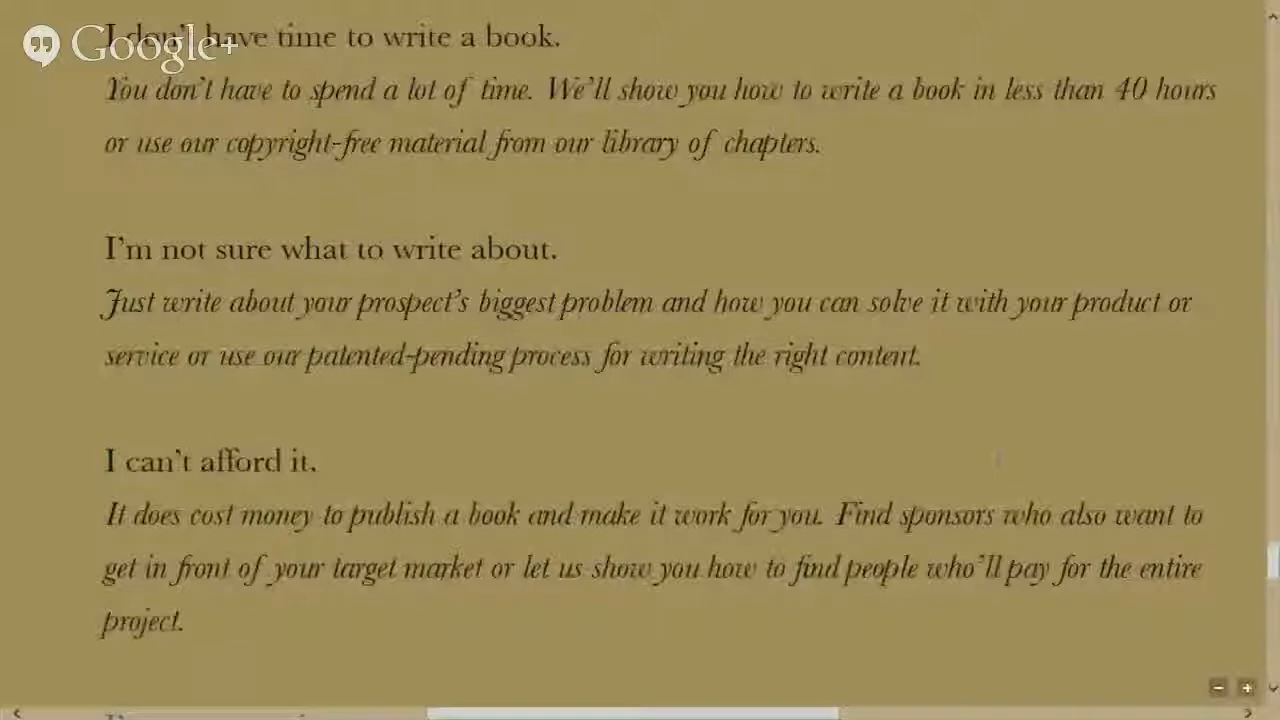 I don't have time to write a book.
Google+
You don't have to spend a lot of time. We'll show you how to write a book in less than 40 hours
or use our copyright-free material from our library of chapters.
I'm not sure what to write about.
Just write about your prospect's biggest problem and how you can solve it with your product or
service or use our patented-pending process for writing the right content.
I can't afford it.
It does cost money to publish a book and make it work for you. Find sponsors who also want to
get in front of your target market or let us show you how to find people who'll pay for the entire
project.